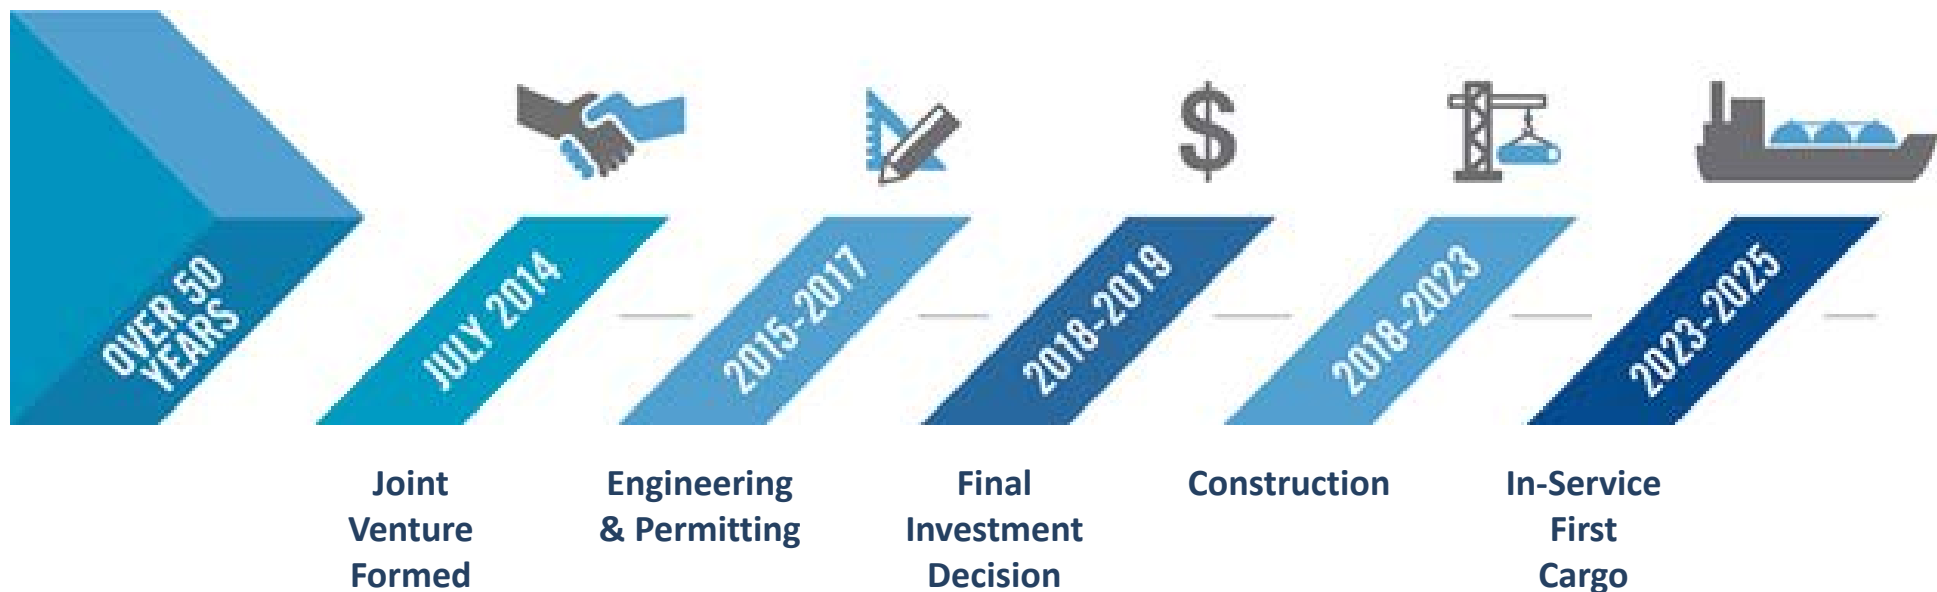 OVER 50
YEARS
JULY 2014
2015-2017
2018-2019
2018-2023
2023-2025
Joint
Venture
Formed
Engineering
& Permitting
Final
Investment
Decision
Construction
In-Service
First
Cargo